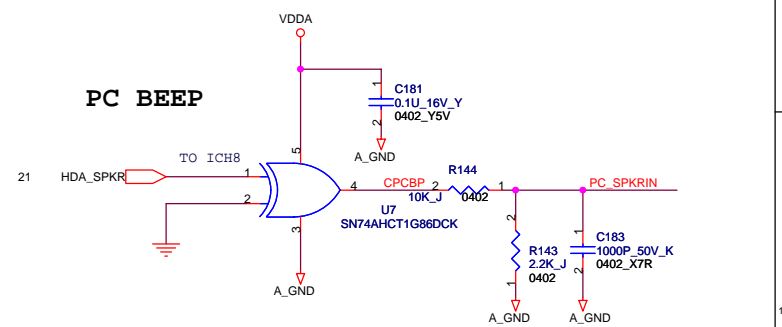 VDDA
PC BEEP
1
C181
0.1U_16V_Y
2
0402_Y5V
A_GND
TO ICH8
5
21
HDA_SPKR
1
2
4
CPCBP
2
R144
1
10K_J
0402
PC_SPKRIN
U7
SN74AHCT1G86DCK
3
A_GND
2
R143
2.2K_J
1
0402
A_GND
1
C183
1000P_50V_K
2
0402_X7R
A_GND
1